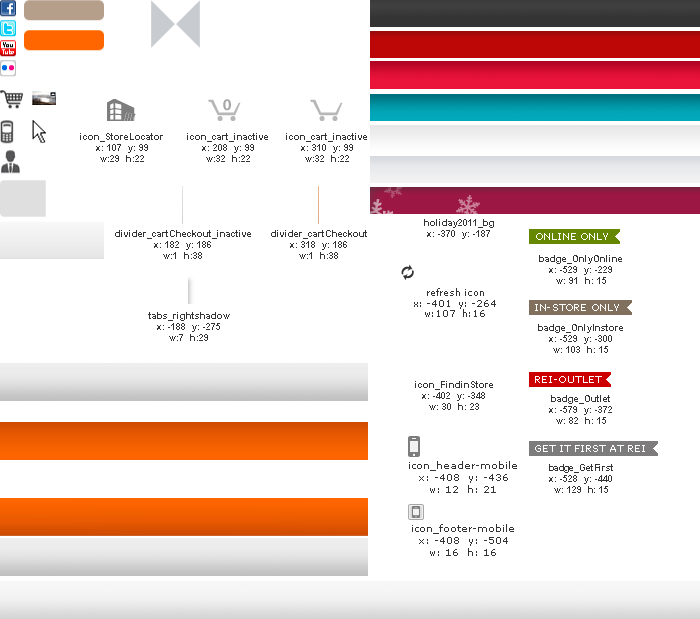 f
t
You
Tube
0
icon_StoreLocator
x: 107 y: 99
w:29 h:22
icon_cart_inactive
x: 208 y: 99
w:32 h:22
icon_cart_inactive
x: 310 y: 99
w:32 h:22
divider_cartCheckout_inactive
x: 182 y: 186
w:1 h:38
divider_cartCheckout
x: 318 y: 186
w:1 h:38
tabs_rightshadow
x: -188 y: -275
w:7 h:29
holiday2011_bg
x: -370 y: -187
refresh icon
x: -401 y: -264
w:107 h:16
icon_FindinStore
x: -402 y: -348
w: 30 h: 23
icon_header-mobile
x: -408 y: -436
w: 12 h: 21
icon_footer-mobile
x: -408 y: -504
w: 16 h: 16
ONLINE ONLY
badge_OnlyOnline
x: -529 y: -229
w: 91 h: 15
IN-STORE ONLY
badge_OnlyInstore
x: -529 y: -300
w: 103 h: 15
REI-OUTLET
badge_Outlet
x: -579 y: -372
w: 82 h: 15
GET IT FIRST AT REI
badge_GetFirst
x: -528 y: -440
w: 129 h: 15